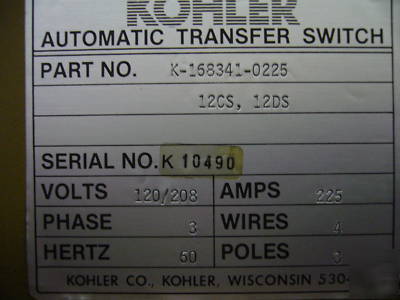 KOHLER
AUTOMATIC TRANSFER SWITCH
PART NO. K-168341-0225
12CS, 12DS
SERIAL NO. K 10490
VOLTS 120/208 AMPS 225
PHASE 3 WIRES 4
HERTZ 60 POLES
KOHLER CO., KOHLER, WISCONSIN 530